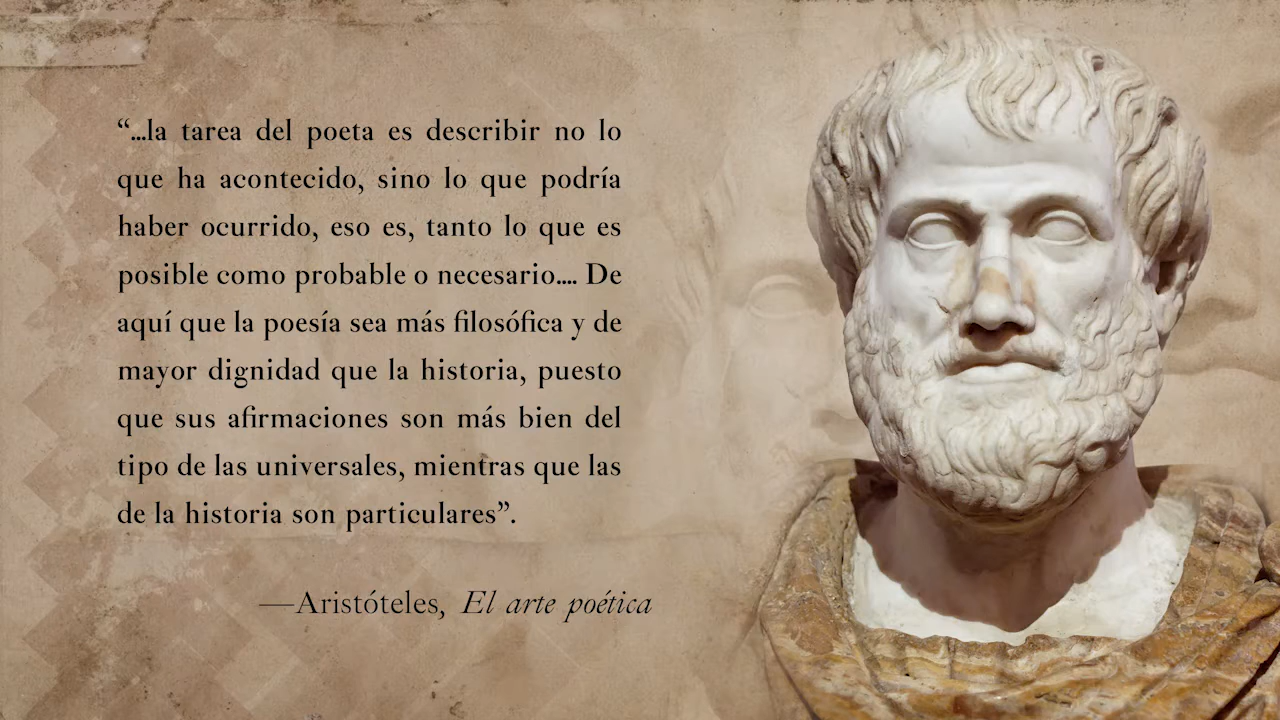 “...la tarea del poeta es describir no lo
que ha acontecido, sino lo que podría
haber ocurrido, eso es, tanto lo que es
posible como probable o necesario.... De
aquí que la poesía sea más filosófica y de
mayor dignidad que la historia, puesto
que sus afirmaciones son más bien del
tipo de las universales, mientras que las
de la historia son particulares”.
—Aristóteles, El arte poética